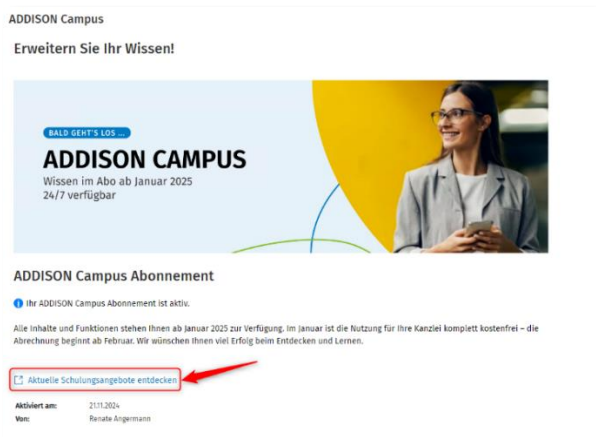 ADDISON Campus
Erweitern Sie Ihr Wissen!
BALD GEHT'S LOS ...
ADDISON CAMPUS
Wissen im Abo ab Januar 2025
24/7 verfügbar
ADDISON Campus Abonnement
Ihr ADDISON Campus Abonnement ist aktiv.
Alle Inhalte und Funktionen stehen Ihnen ab Januar 2025 zur Verfügung. Im Januar ist die Nutzung für Ihre Kanzlei komplett kostenfrei – die
Abrechnung beginnt ab Februar. Wir wünschen Ihnen viel Erfolg beim Entdecken und Lernen.
Aktuelle Schulungsangebote entdecken
Aktiviert am: 21.11.2024
Von: Renate Angermann